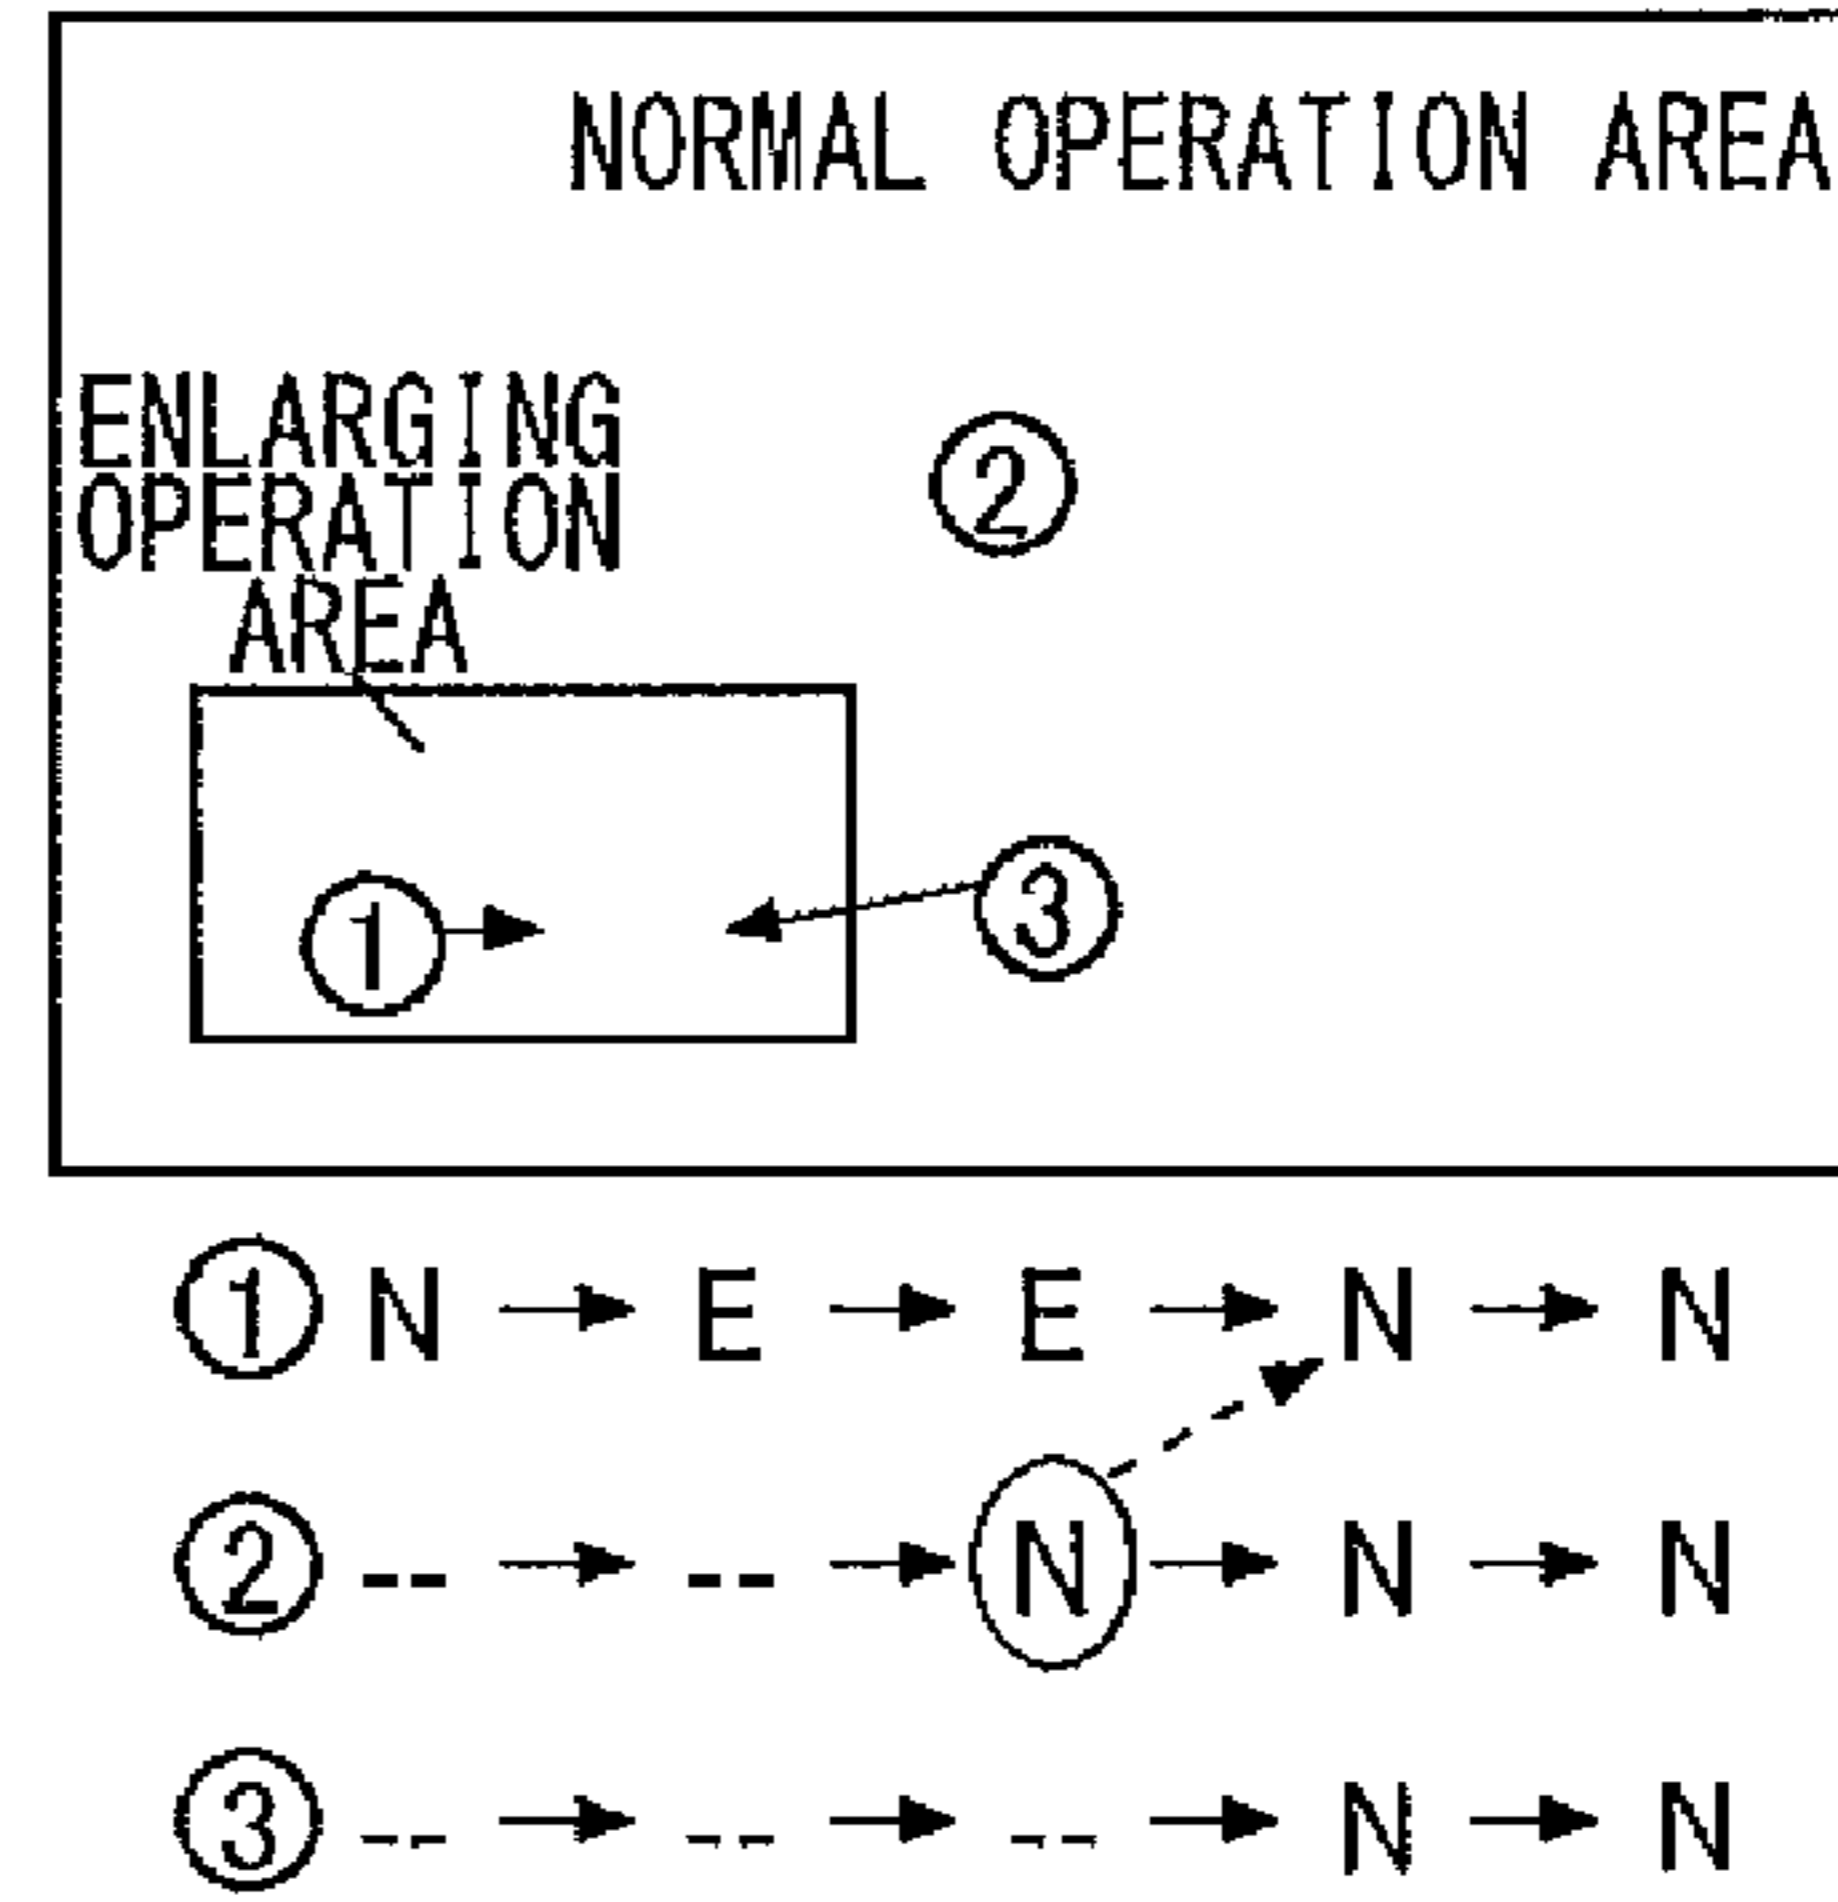 NORMAL OPERATION AREA
ENLARGING
OPERATION
AREA
②
① ③
① N → E → E → N → N
② -- → -- → N → N → N
③ -- → -- → -- → N → N